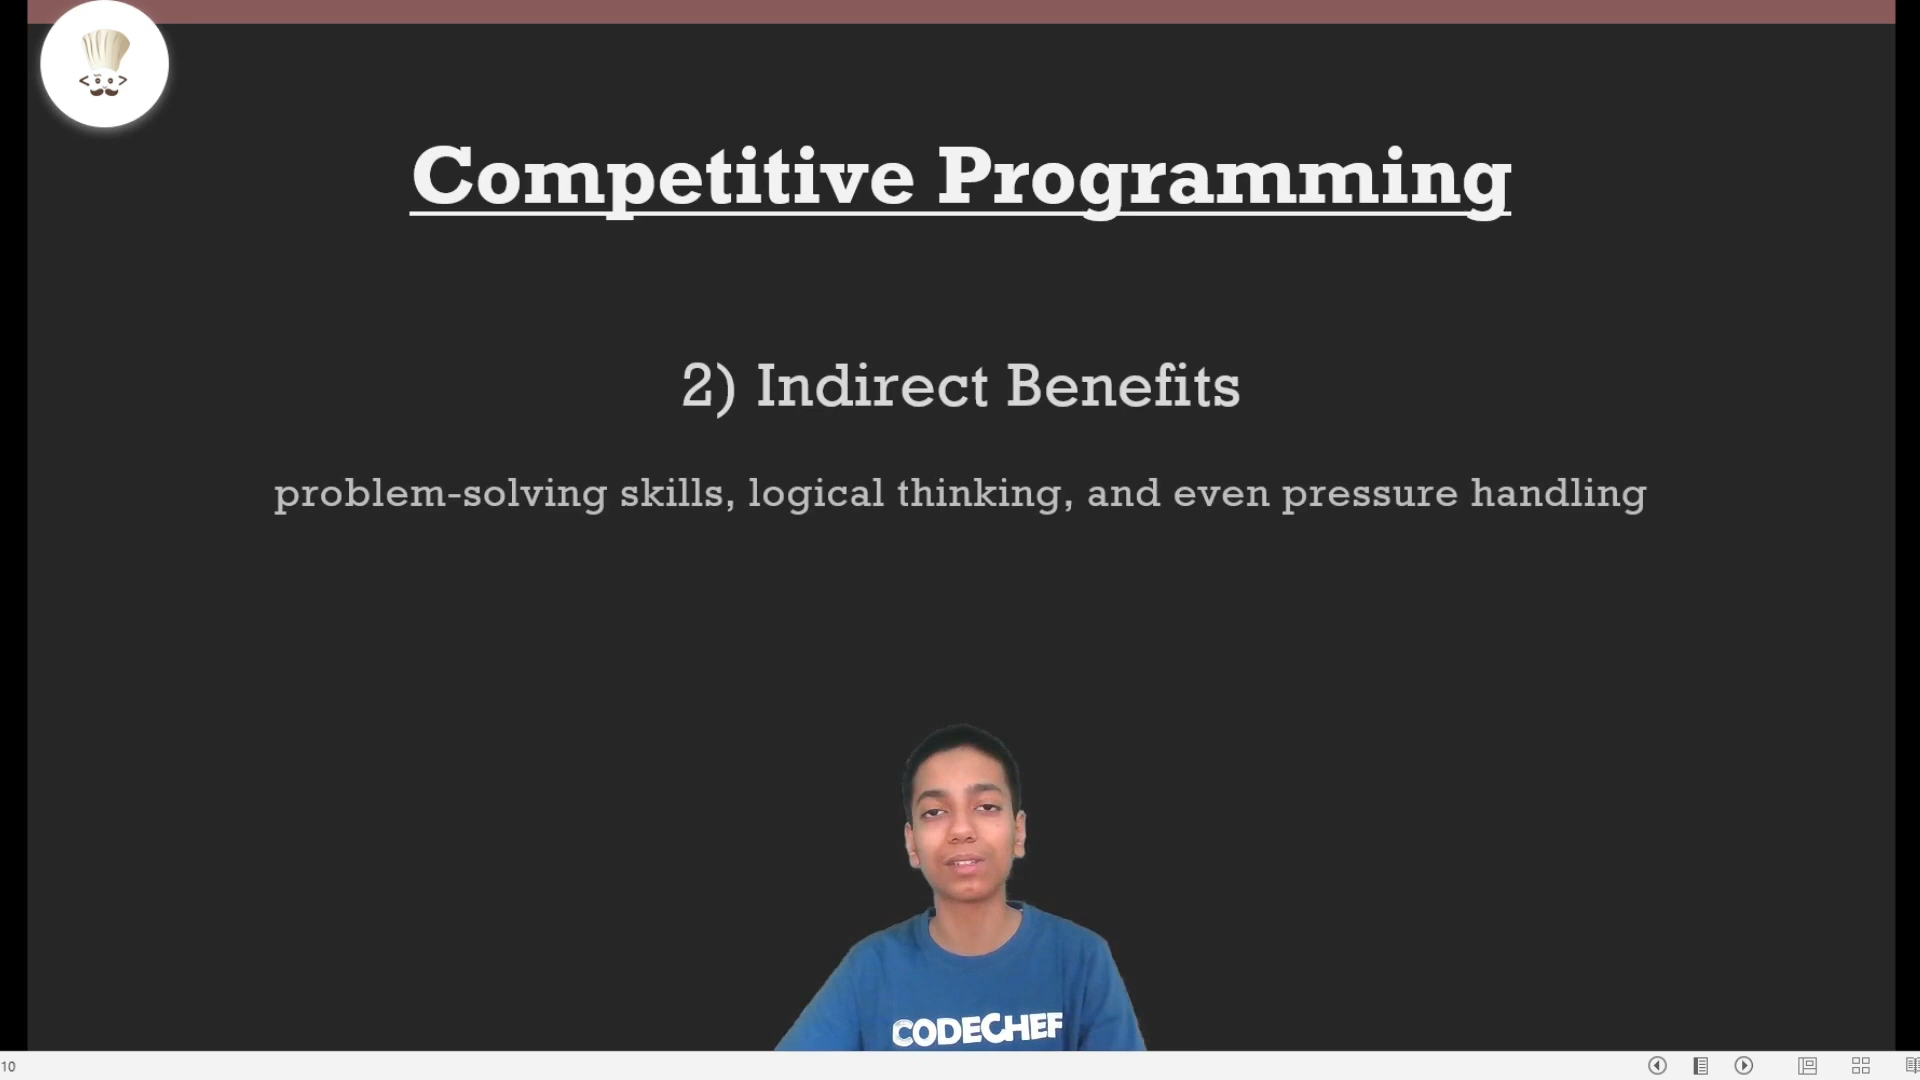 Competitive Programming
2) Indirect Benefits
problem-solving skills, logical thinking, and even pressure handling
CODECHEF
10